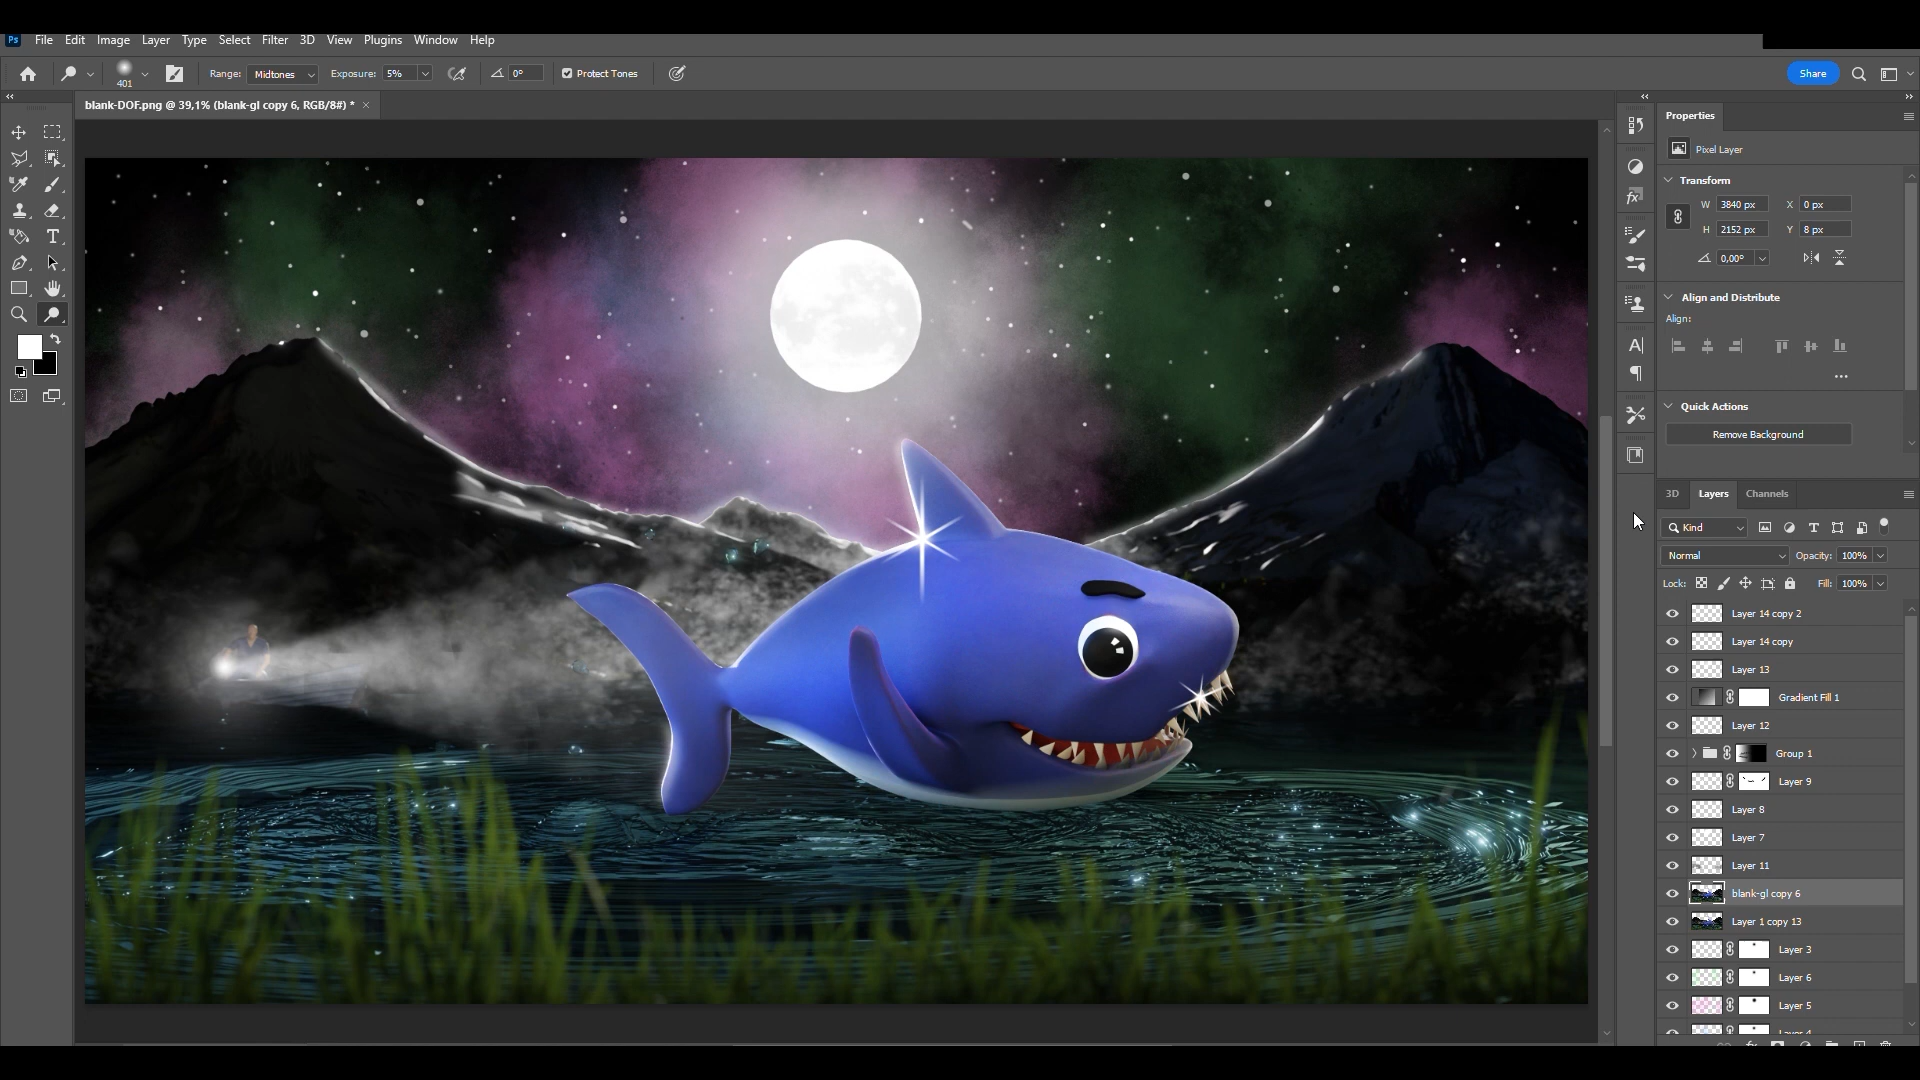 Ps File Edit Image Layer Type Select Filter 3D View Plugins Window Help
401 Range: Midtones Exposure: 5% 0° Protect Tones Share
blank-DOF.png @ 39,1% (blank-gl copy 6, RGB/8#) *
Properties
Pixel Layer
Transform
W 3840 px X 0 px
H 2152 px Y 8 px
0,00°
Align and Distribute
Align:
Quick Actions
Remove Background
3D Layers Channels
Kind
Normal Opacity: 100%
Lock: Fill: 100%
Layer 14 copy 2
Layer 14 copy
Layer 13
Gradient Fill 1
Layer 12
Group 1
Layer 9
Layer 8
Layer 7
Layer 11
blank-gl copy 6
Layer 1 copy 13
Layer 3
Layer 6
Layer 5
Layer 4